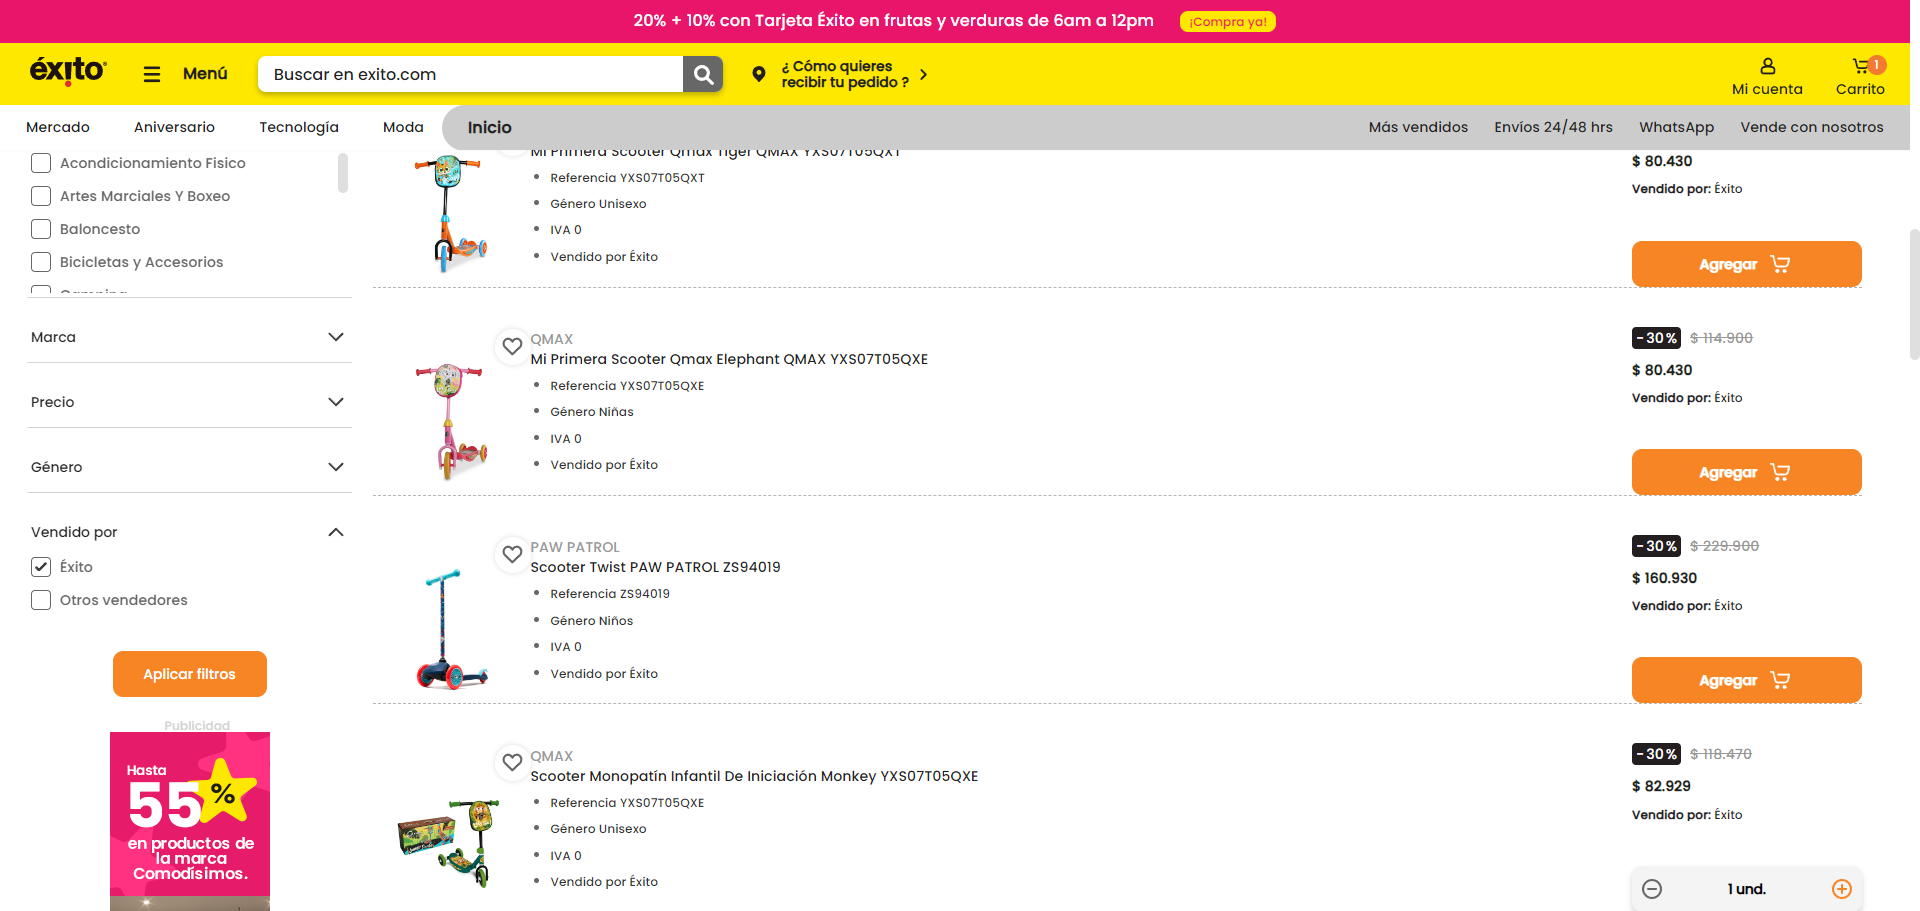 20% + 10% con Tarjeta Éxito en frutas y verduras de 6am a 12pm
¡Compra ya!
éxito
Menú
Buscar en exito.com
¿ Cómo quieres
recibir tu pedido ?
Mi cuenta
1
Carrito
Mercado
Aniversario
Tecnología
Moda
Inicio
Más vendidos
Envíos 24/48 hrs
WhatsApp
Vende con nosotros
Acondicionamiento Fisico
Artes Marciales Y Boxeo
Baloncesto
Bicicletas y Accesorios
Camping
Marca
Precio
Género
Vendido por
Éxito
Otros vendedores
Aplicar filtros
Publicidad
Hasta
55%
en productos de
la marca
Comodísimos.
Mi Primera Scooter Qmax Tiger QMAX YXS07T05QXT
Referencia YXS07T05QXT
Género Unisexo
IVA 0
Vendido por Éxito
$ 80.430
Vendido por: Éxito
Agregar
QMAX
Mi Primera Scooter Qmax Elephant QMAX YXS07T05QXE
Referencia YXS07T05QXE
Género Niñas
IVA 0
Vendido por Éxito
-30% $ 114.900
$ 80.430
Vendido por: Éxito
Agregar
PAW PATROL
Scooter Twist PAW PATROL ZS94019
Referencia ZS94019
Género Niños
IVA 0
Vendido por Éxito
-30% $ 229.900
$ 160.930
Vendido por: Éxito
Agregar
QMAX
Scooter Monopatín Infantil De Iniciación Monkey YXS07T05QXE
Referencia YXS07T05QXE
Género Unisexo
IVA 0
Vendido por Éxito
-30% $ 118.470
$ 82.929
Vendido por: Éxito
1 und.